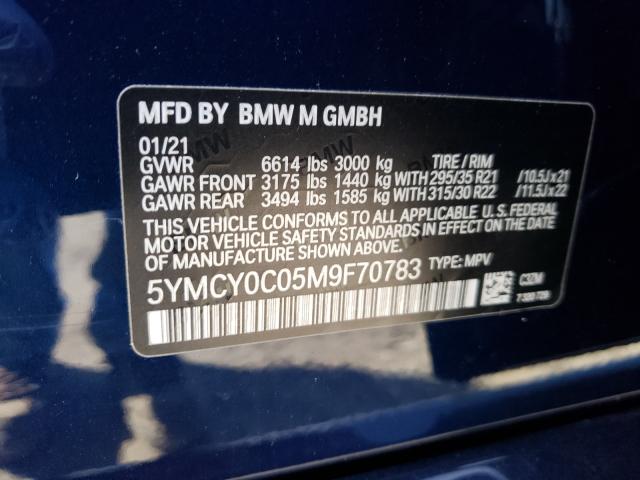 MFD BY BMW M GMBH
01/21
GVWR 6614 lbs 3000 kg TIRE / RIM
GAWR FRONT 3175 lbs 1440 kg WITH 295/35 R21 /10.5J x 21
GAWR REAR 3494 lbs 1585 kg WITH 315/30 R22 /11.5J x 22
THIS VEHICLE CONFORMS TO ALL APPLICABLE U. S. FEDERAL
MOTOR VEHICLE SAFETY STANDARDS IN EFFECT ON THE DATE
OF MANUFACTURE SHOWN ABOVE.
5YMCY0C05M9F70783 TYPE: MPV
C3ZM